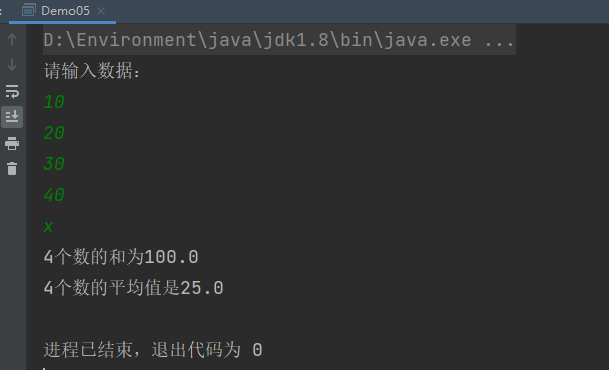 Demo05
D:\Environment\java\jdk1.8\bin\java.exe ...
请输入数据：
10
20
30
40
x
4个数的和为100.0
4个数的平均值是25.0
进程已结束，退出代码为 0